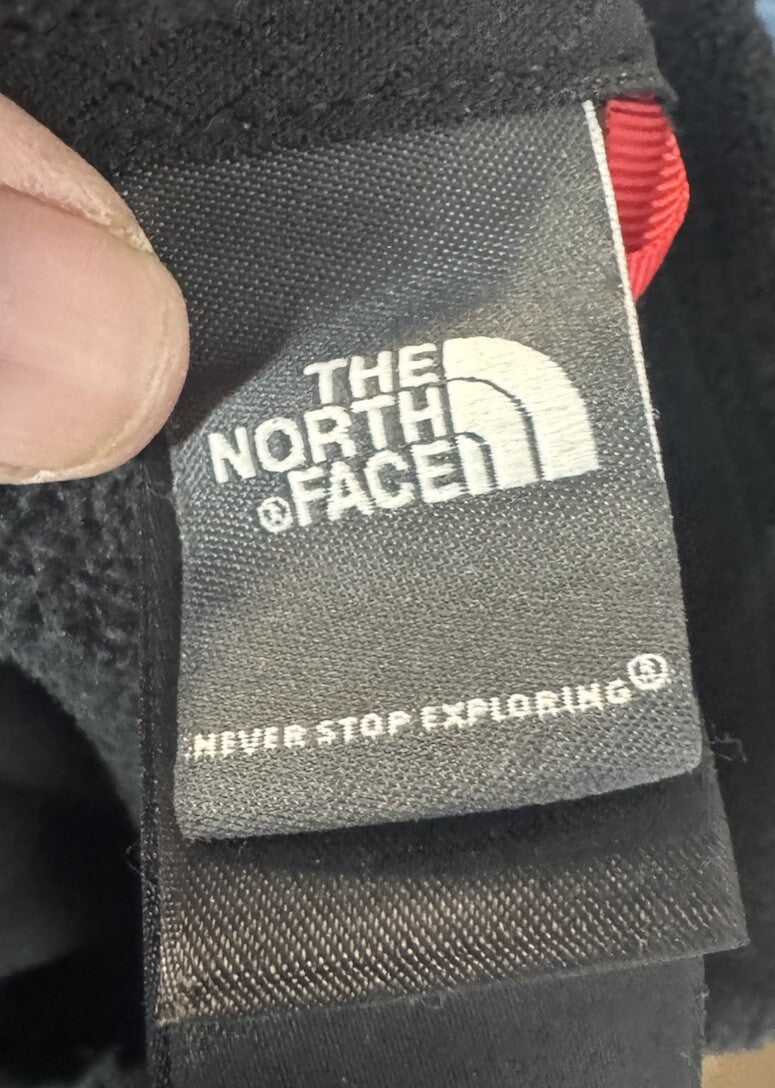 THE
NORTH
®FACE
NEVER STOP EXPLORING®